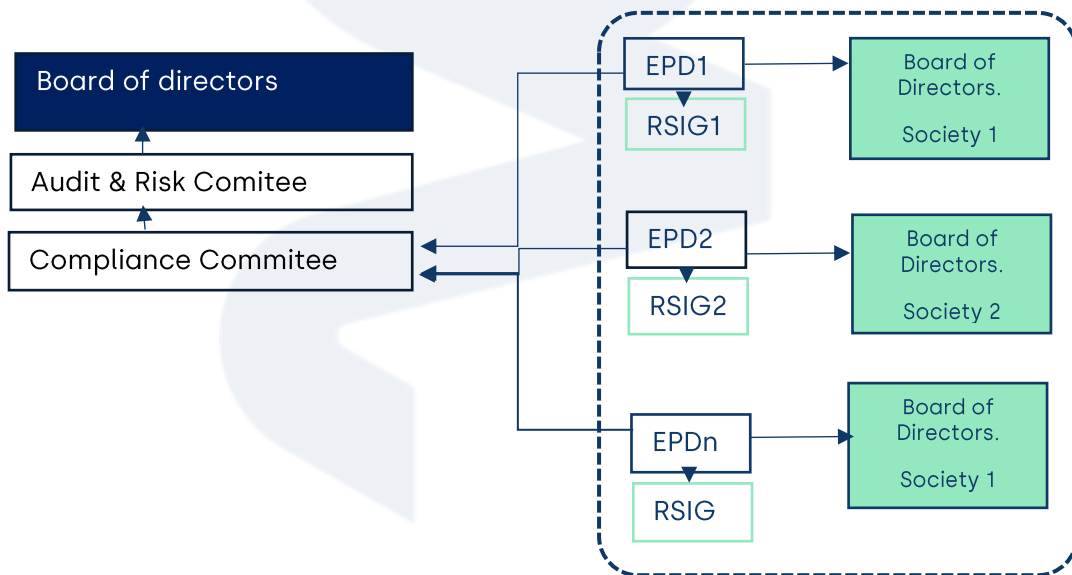 Board of directors
Audit & Risk Comitee
Compliance Commitee
EPD1
RSIG1
Board of
Directors.
Society 1
EPD2
RSIG2
Board of
Directors.
Society 2
EPDn
RSIG
Board of
Directors.
Society 1